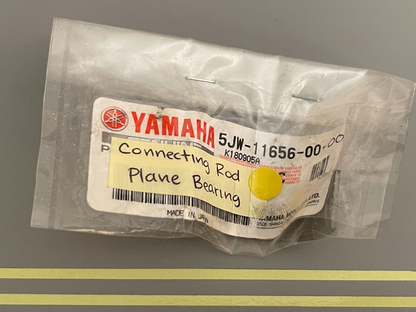 YAMAHA
5JW-11656-00-00
K180905A
Connecting Rod
Plane Bearing
MADE IN JAPAN